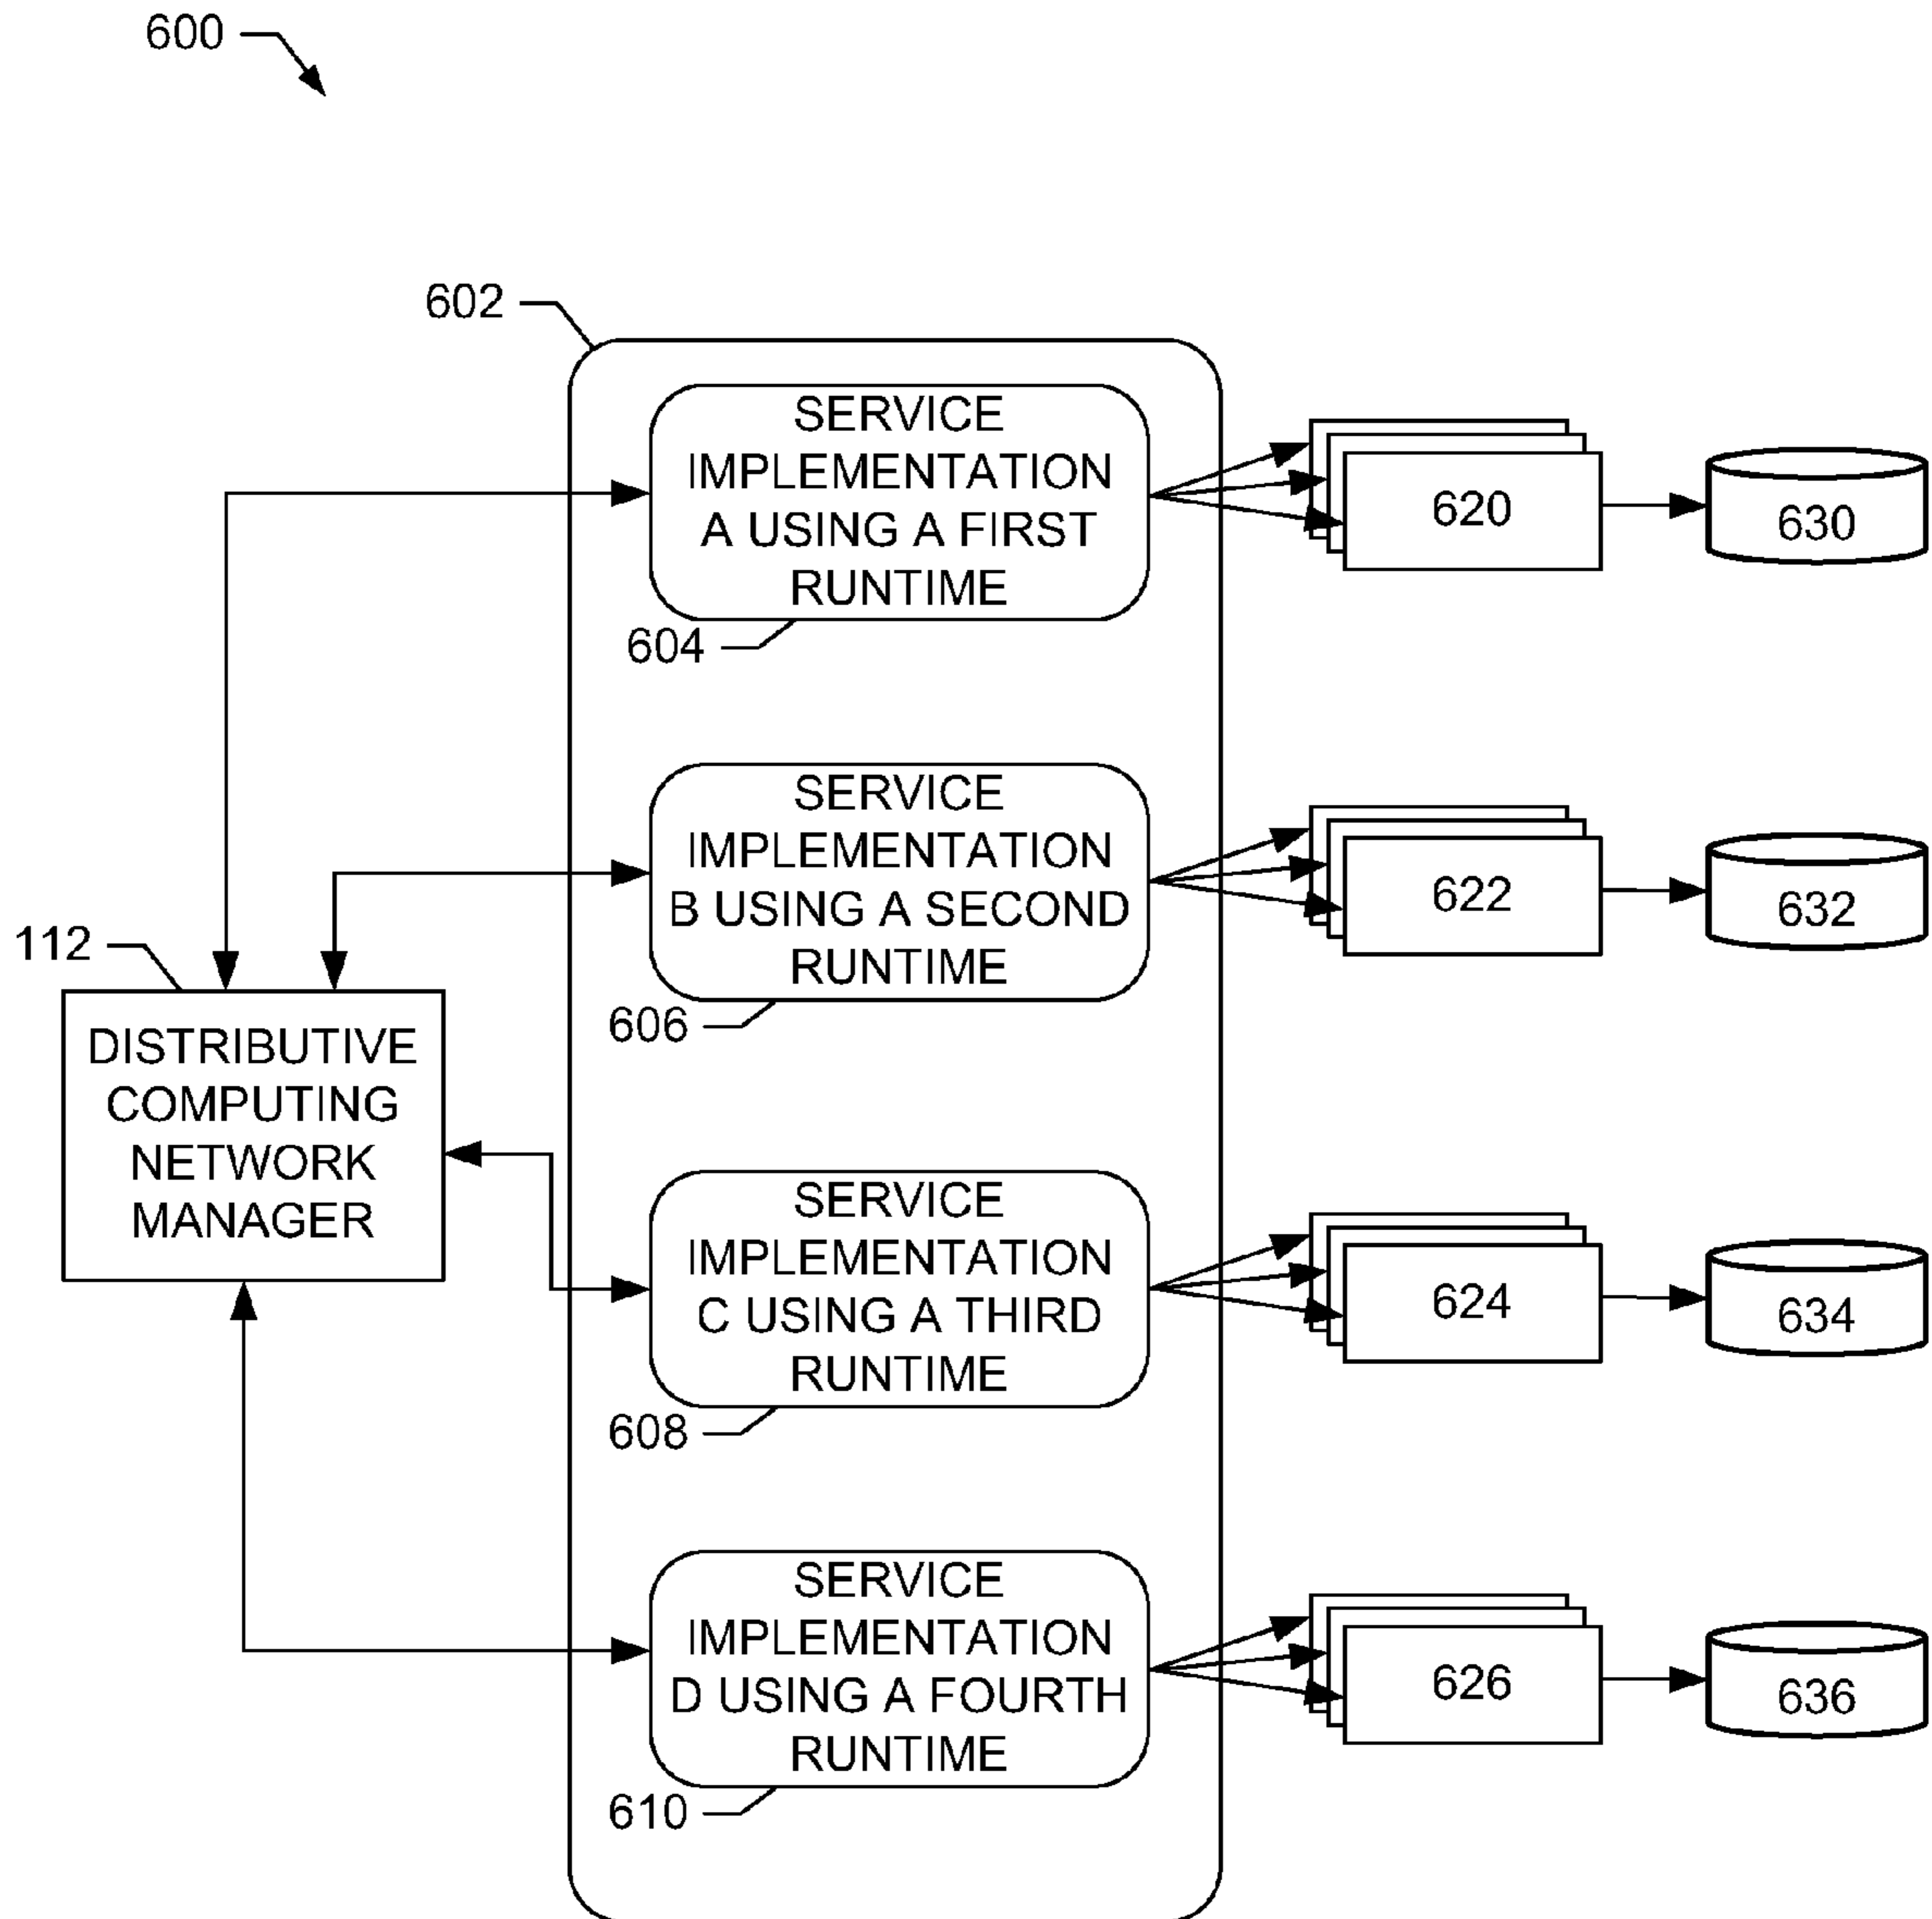 600
602
SERVICE
IMPLEMENTATION
A USING A FIRST
RUNTIME
604
620
630
SERVICE
IMPLEMENTATION
B USING A SECOND
RUNTIME
606
622
632
112
DISTRIBUTIVE
COMPUTING
NETWORK
MANAGER
SERVICE
IMPLEMENTATION
C USING A THIRD
RUNTIME
608
624
634
SERVICE
IMPLEMENTATION
D USING A FOURTH
RUNTIME
610
626
636